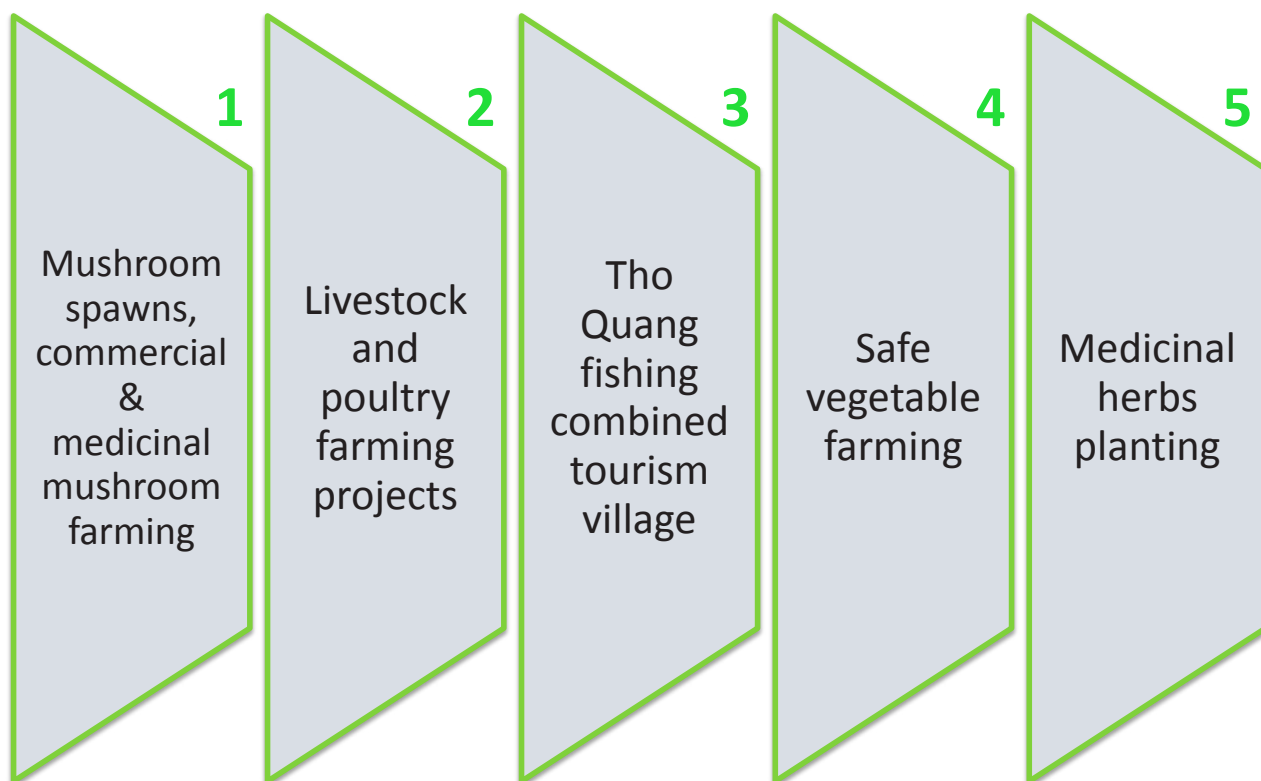 1
Mushroom
spawns,
commercial
&
medicinal
mushroom
farming
2
Livestock
and
poultry
farming
projects
3
Tho
Quang
fishing
combined
tourism
village
4
Safe
vegetable
farming
5
Medicinal
herbs
planting